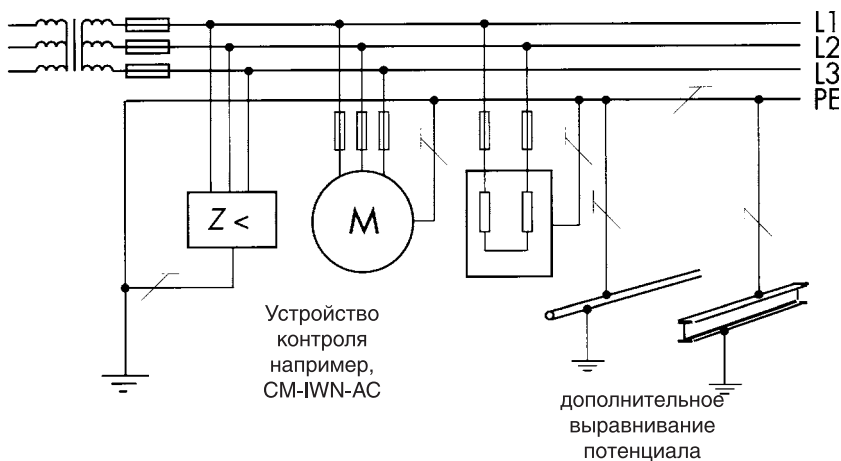 L1
L2
L3
PE
Z <
M
Устройство
контроля
например,
CM-IWN-AC
дополнительное
выравнивание
потенциала